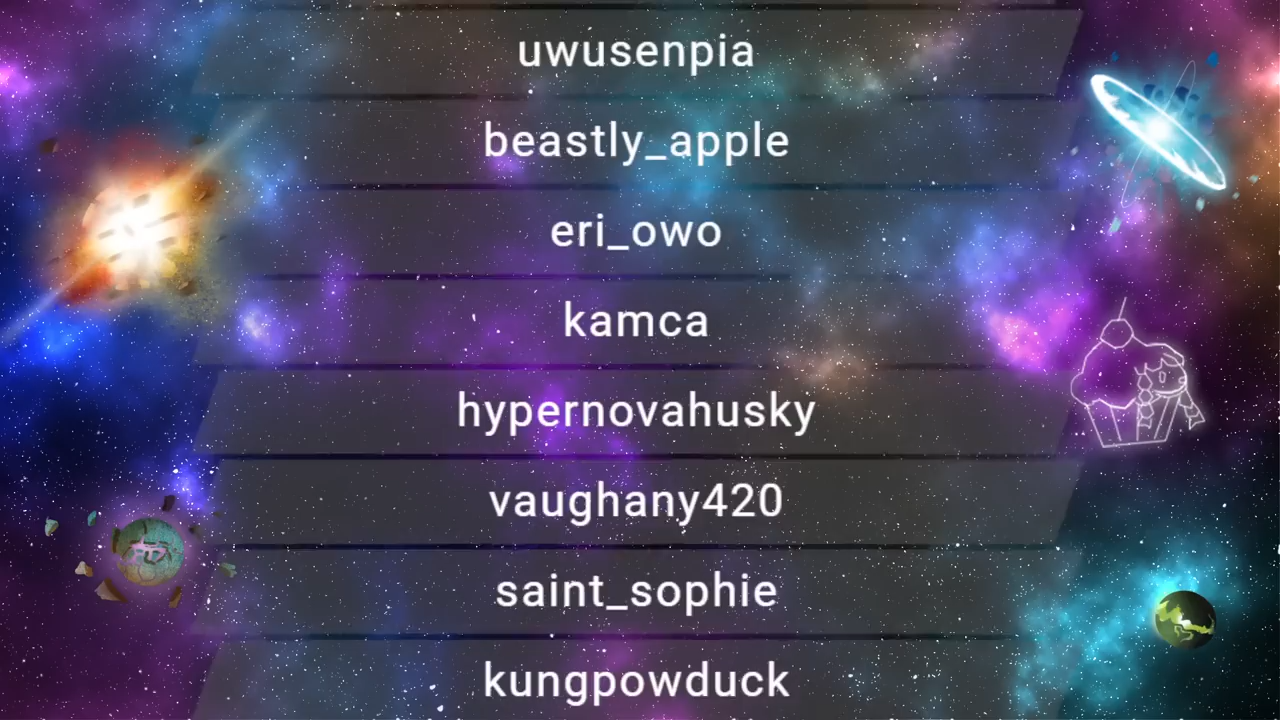 uwusenpia
beastly_apple
eri_owo
kamca
hypernovahusky
vaughany420
saint_sophie
kungpowduck